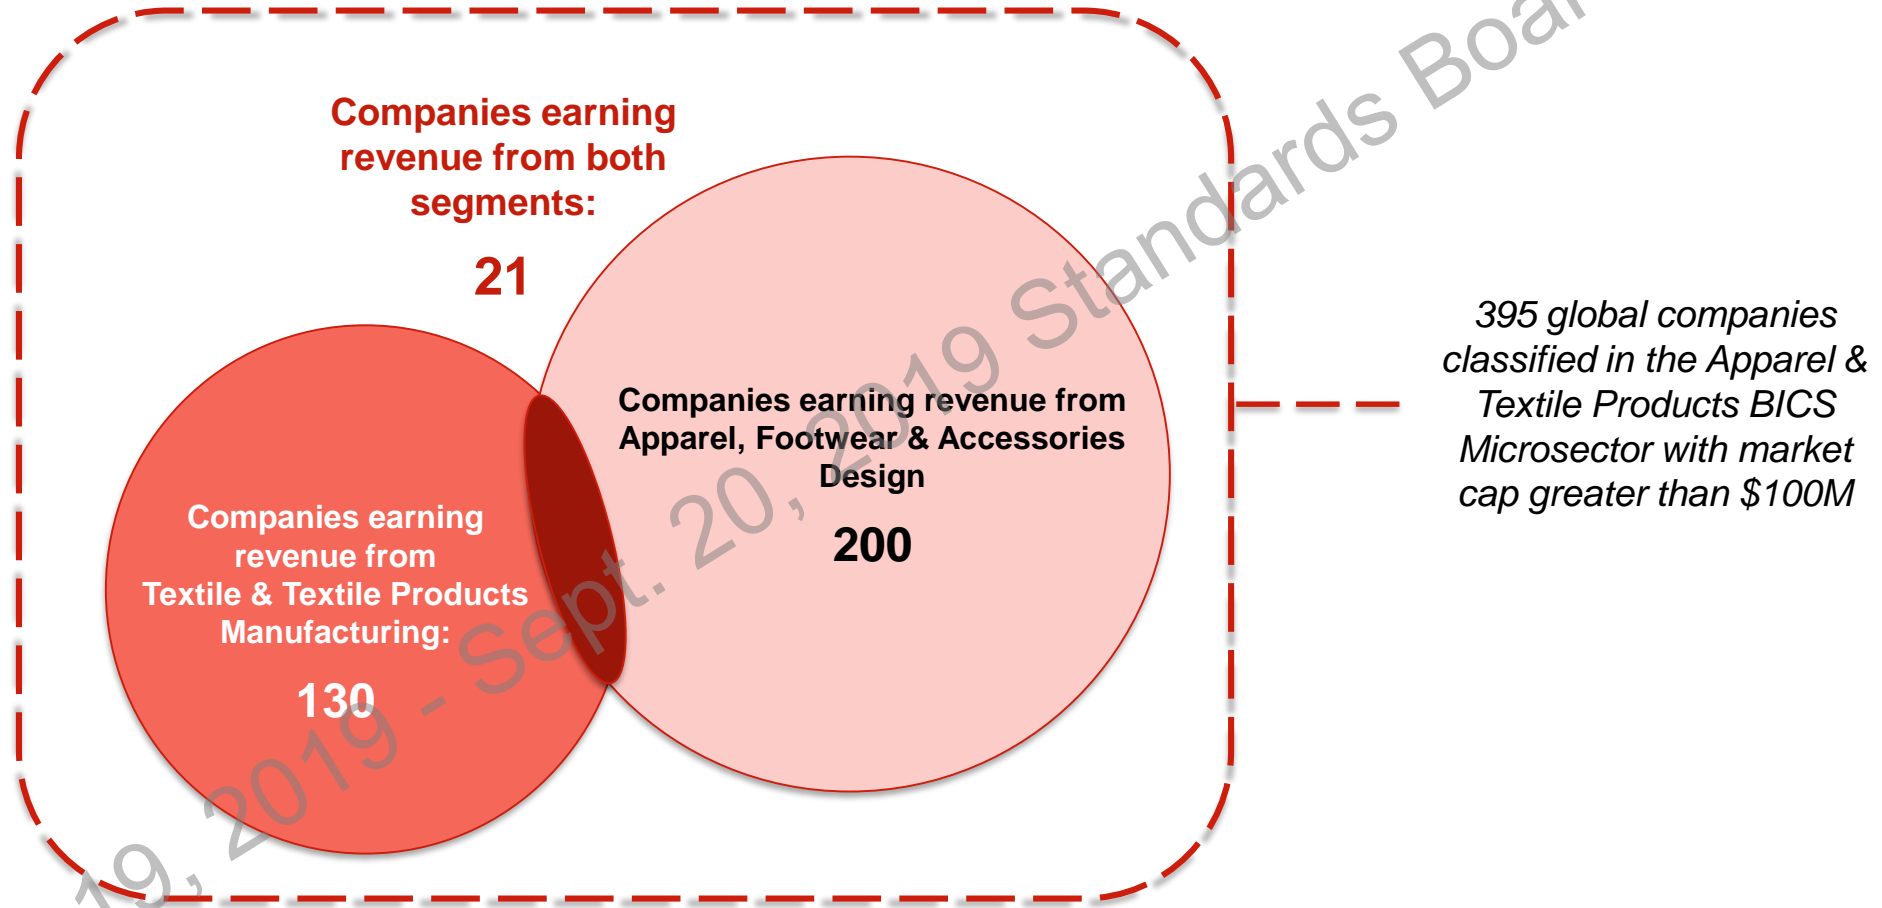 Companies earning
revenue from both
segments:
21
Companies earning revenue from
Apparel, Footwear & Accessories
Design
200
Companies earning
revenue from
Textile & Textile Products
Manufacturing:
130
395 global companies
classified in the Apparel &
Textile Products BICS
Microsector with market
cap greater than $100M
19, 2019 - Sept. 20, 2019 Standards